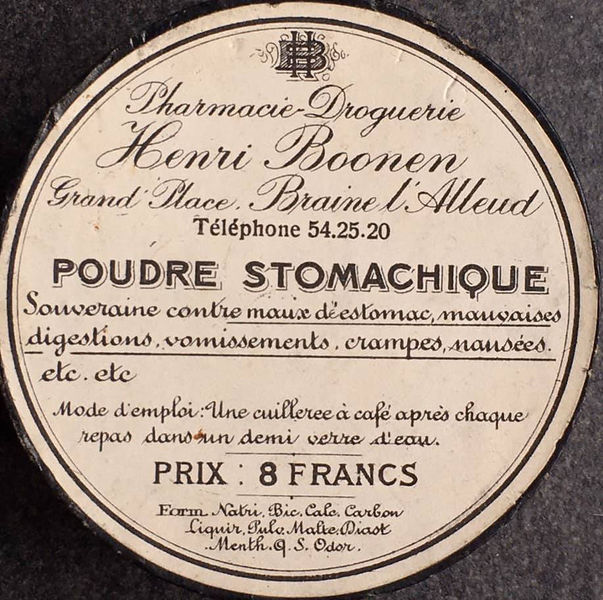 HB
Pharmacie-Droguerie
Henri Boonen
Grand'Place. Braine l'Alleud
Téléphone 54.25.20
POUDRE STOMACHIQUE
Souveraine contre maux d'éestomac, mauvaises
digestions, vomissements, crampes, nausées.
etc. etc
Mode d'emploi: Une cuilleree à café après chaque
repas dans un demi verre d'eau.
PRIX : 8 FRANCS
Form. Natri. Bic. Calc. Carbon
Liquir. Pulv. Malte. Diast
Menth. Q. S. Odor.